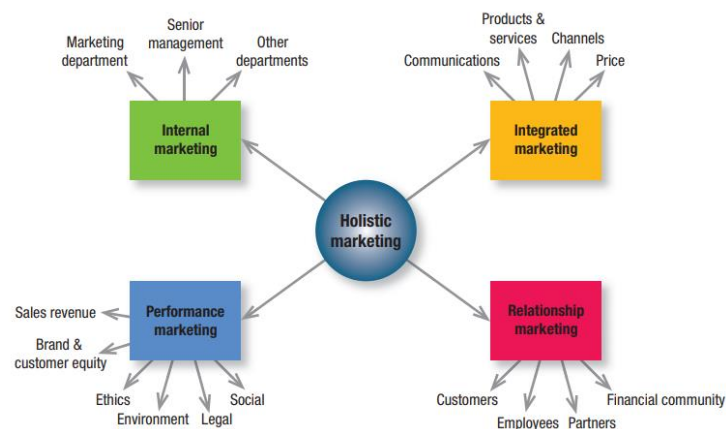 Marketing
department
Senior
management
Other
departments
Internal
marketing
Communications
Products &
services
Channels
Price
Integrated
marketing
Holistic
marketing
Performance
marketing
Sales revenue
Brand &
customer equity
Ethics
Environment
Legal
Social
Relationship
marketing
Customers
Employees
Partners
Financial community